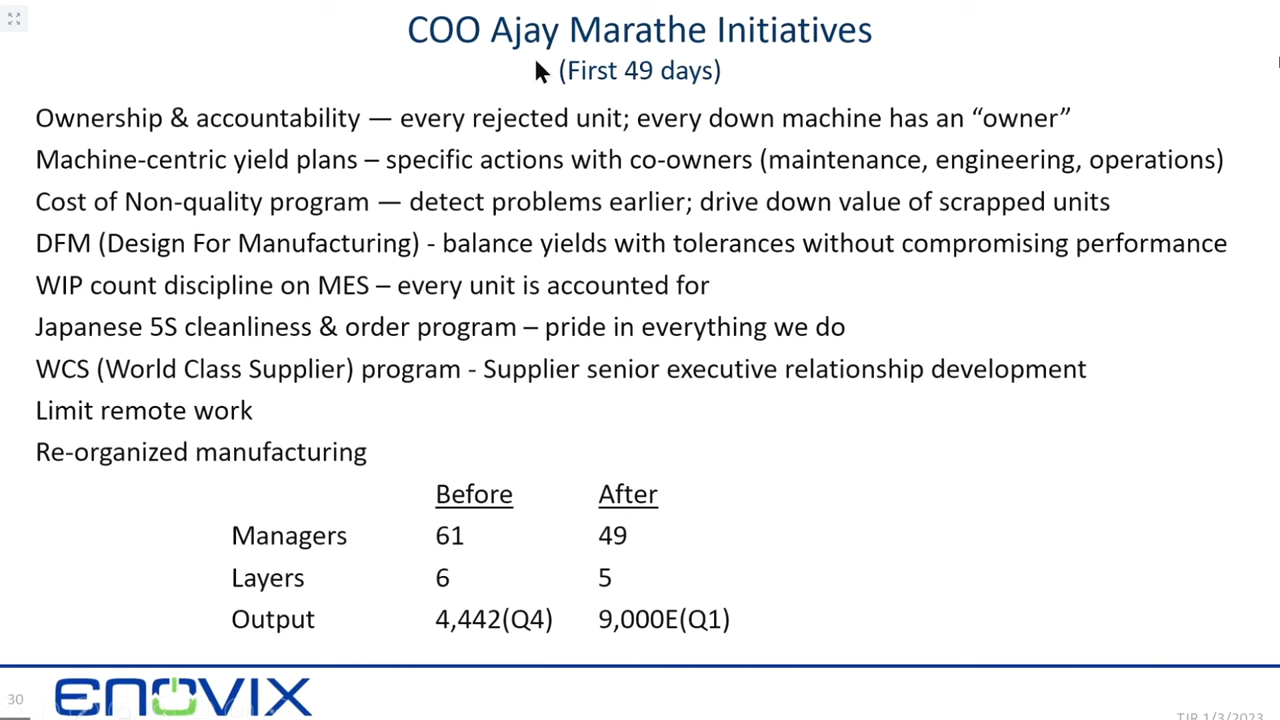 COO Ajay Marathe Initiatives
(First 49 days)
Ownership & accountability — every rejected unit; every down machine has an “owner”
Machine-centric yield plans – specific actions with co-owners (maintenance, engineering, operations)
Cost of Non-quality program — detect problems earlier; drive down value of scrapped units
DFM (Design For Manufacturing) - balance yields with tolerances without compromising performance
WIP count discipline on MES – every unit is accounted for
Japanese 5S cleanliness & order program – pride in everything we do
WCS (World Class Supplier) program - Supplier senior executive relationship development
Limit remote work
Re-organized manufacturing
Before After
Managers 61 49
Layers 6 5
Output 4,442(Q4) 9,000E(Q1)
30 ENOVIX
TJR 1/3/2023